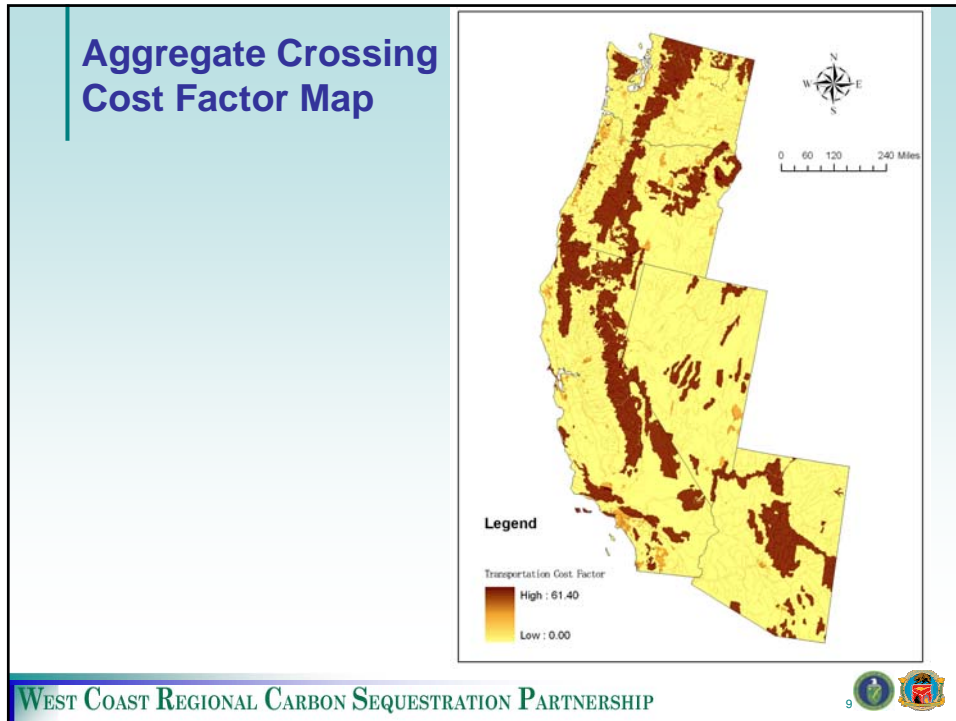 Aggregate Crossing
Cost Factor Map
N
W E
S
0 60 120 240 Miles
Legend
Transportation Cost Factor
High : 61.40
Low : 0.00
WEST COAST REGIONAL CARBON SEQUESTRATION PARTNERSHIP
9